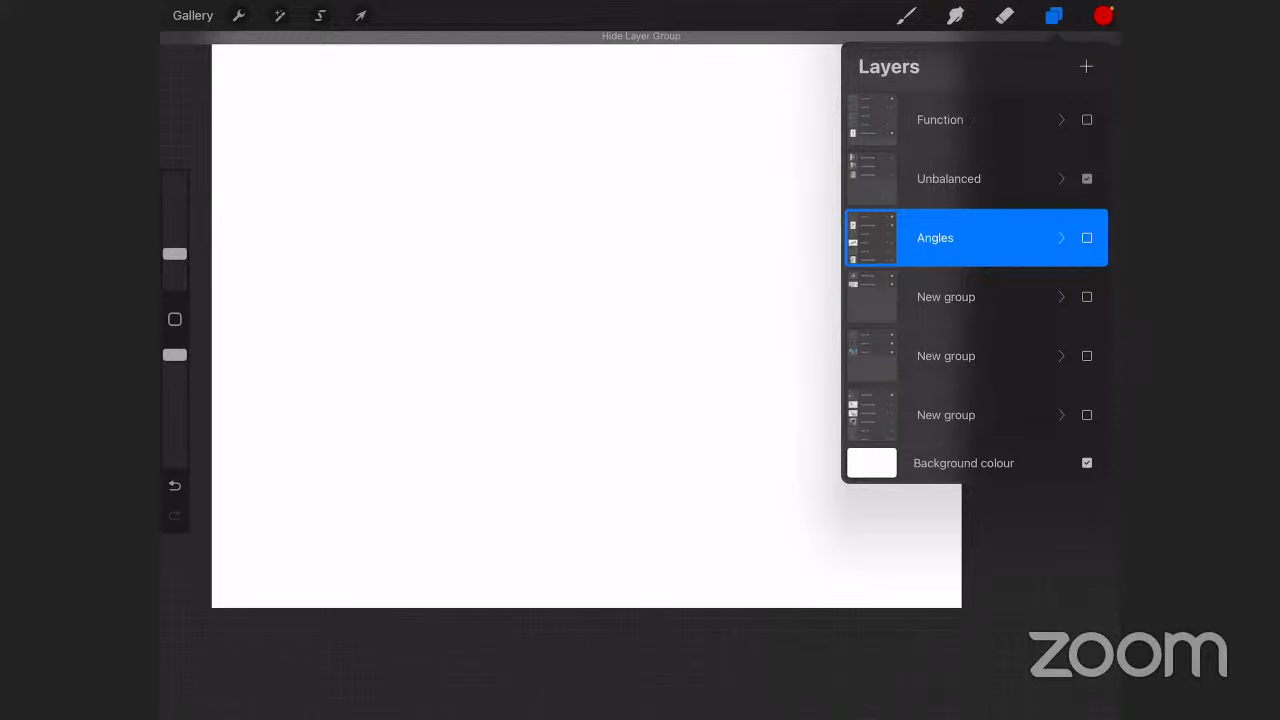 Gallery
Hide Layer Group
Layers
Function
Unbalanced
Angles
New group
New group
New group
Background colour
zoom